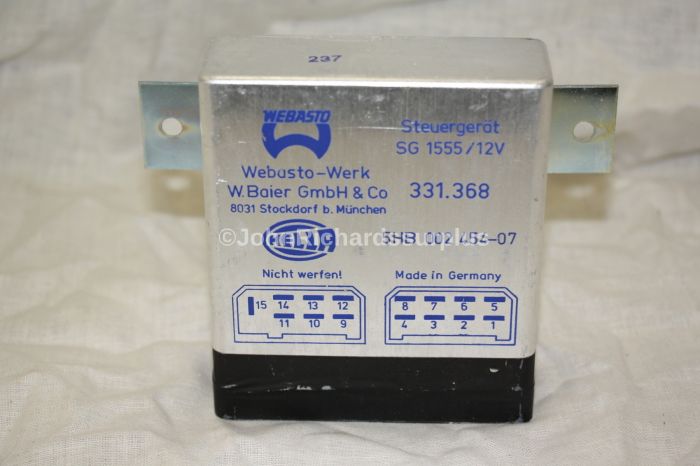 237
WEBASTO
Steuergerät
SG 1555/12V
Webasto-Werk
W.Baier GmbH & Co 331.368
8031 Stockdorf b. München
©JohnRichardsurplus
HELLA
5HB 002 454-07
Nicht werfen!
Made in Germany
15 14 13 12
11 10 9
8 7 6 5
4 3 2 1